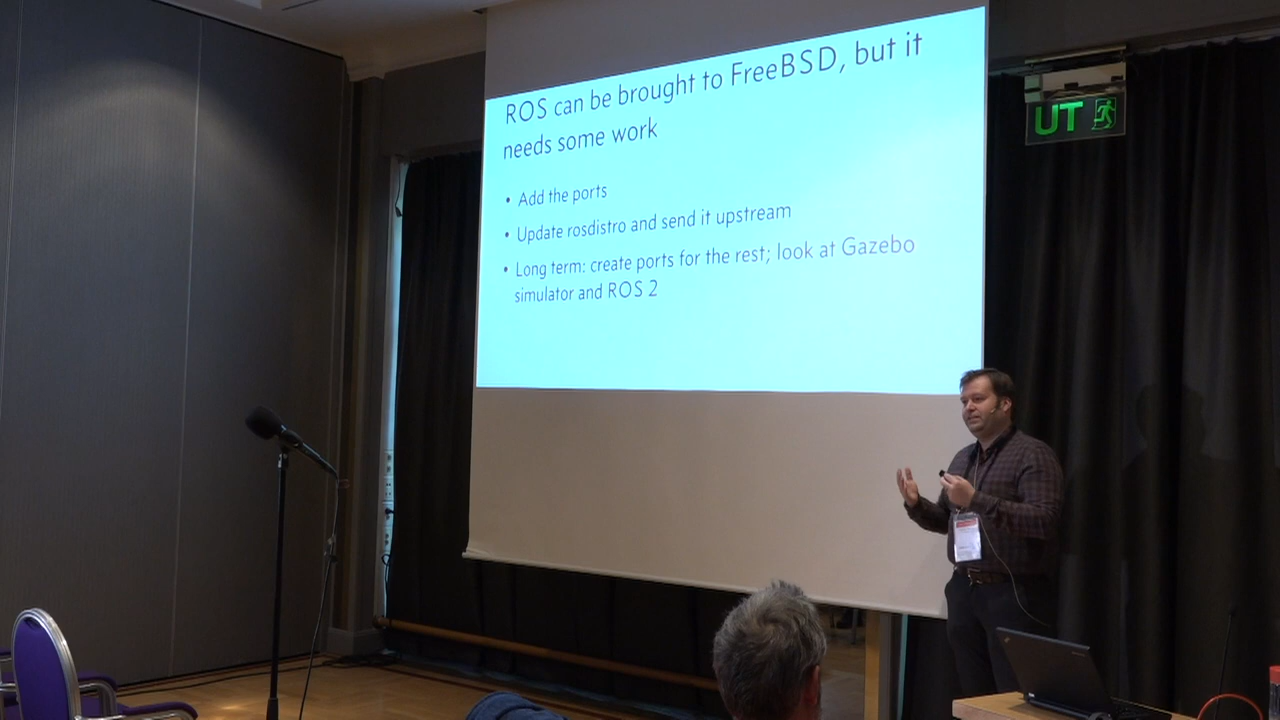 ROS can be brought to FreeBSD, but it
needs some work
• Add the ports
• Update rosdistro and send it upstream
• Long term: create ports for the rest; look at Gazebo
simulator and ROS 2
UT